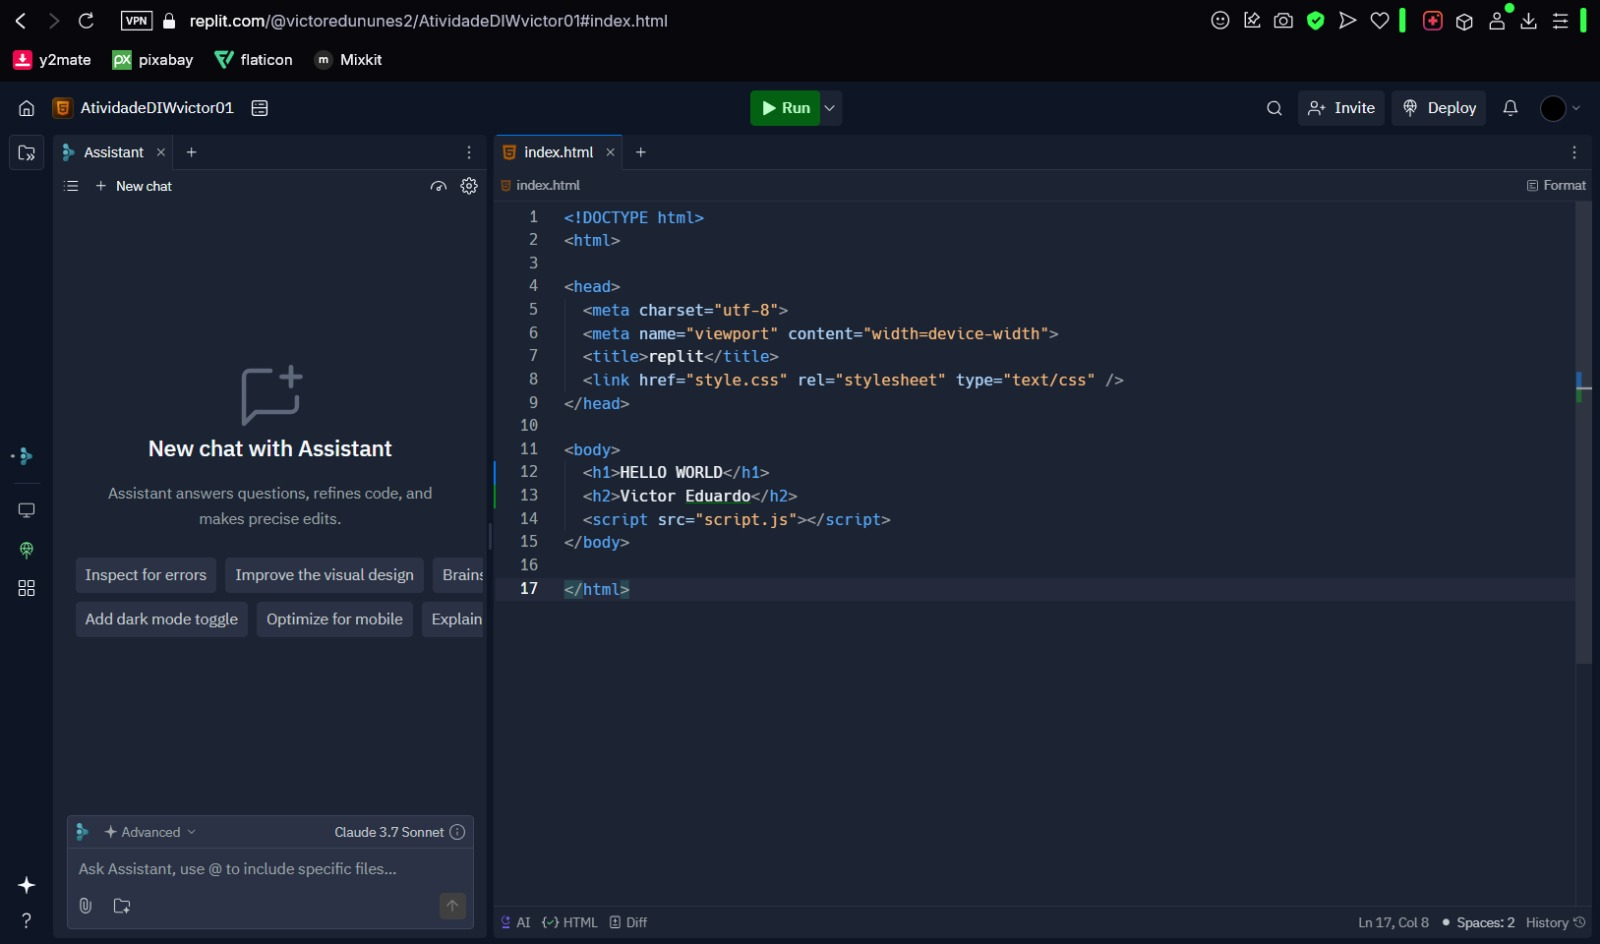 VPN replit.com/@victoredununes2/AtividadeDIWvictor01#index.html
y2mate px pixabay flaticon m Mixkit
AtividadeDIWvictor01 Run Invite Deploy
Assistant
New chat
New chat with Assistant
Assistant answers questions, refines code, and
makes precise edits.
Inspect for errors Improve the visual design Brains
Add dark mode toggle Optimize for mobile Explain
Advanced Claude 3.7 Sonnet
Ask Assistant, use @ to include specific files...
index.html
index.html Format
1 <!DOCTYPE html>
2 <html>
3
4 <head>
5 <meta charset="utf-8">
6 <meta name="viewport" content="width=device-width">
7 <title>replit</title>
8 <link href="style.css" rel="stylesheet" type="text/css" />
9 </head>
10
11 <body>
12 <h1>HELLO WORLD</h1>
13 <h2>Victor Eduardo</h2>
14 <script src="script.js"></script>
15 </body>
16
17 </html>
AI HTML Diff Ln 17, Col 8 Spaces: 2 History